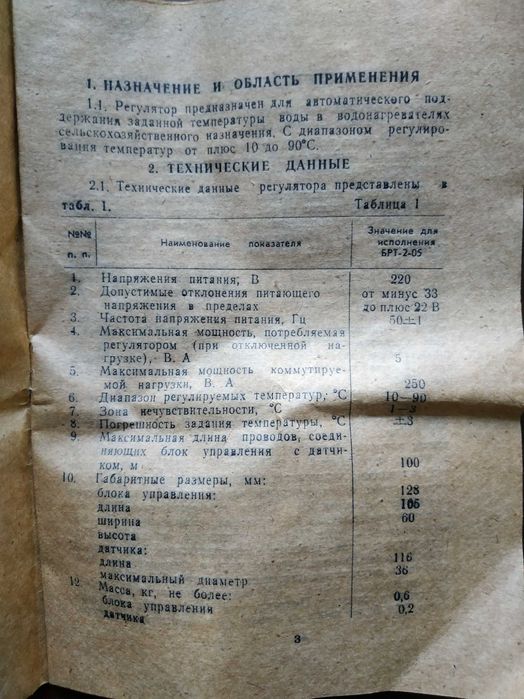 1. НАЗНАЧЕНИЕ И ОБЛАСТЬ ПРИМЕНЕНИЯ
1.1. Регулятор предназначен для автоматического под-
держания заданной температуры воды в водонагревателях
сельскохозяйственного назначения. С диапазоном регулиро-
вания температур от плюс 10 до 90°С.
2. ТЕХНИЧЕСКИЕ ДАННЫЕ
2.1. Технические данные регулятора представлены в
табл. 1.
Таблица 1
№№ п. п.
Наименование показателя
Значение для исполнения БРТ-2-05
1. Напряжения питания, В 220
2. Допустимые отклонения питающего от минус 33
напряжения в пределах до плюс 22 В
3. Частота напряжения питания, Гц 50±1
4. Максимальная мощность, потребляемая
регулятором (при отключенной на-
грузке), В. А 5
5. Максимальная мощность коммутируе-
мой нагрузки, В. А 250
6. Диапазон регулируемых температур, °С 10—90
7. Зона нечувствительности, °С 1—3
8. Погрешность задания температуры, °С ±3
9. Максимальная длина проводов, соеди-
няющих блок управления с датчи-
ком, м 100
10. Габаритные размеры, мм:
блока управления: 128
длина 105
ширина 60
высота
датчика:
длина 116
максимальный диаметр 36
12. Масса, кг, не более:
блока управления 0,6
датчика 0,2
3